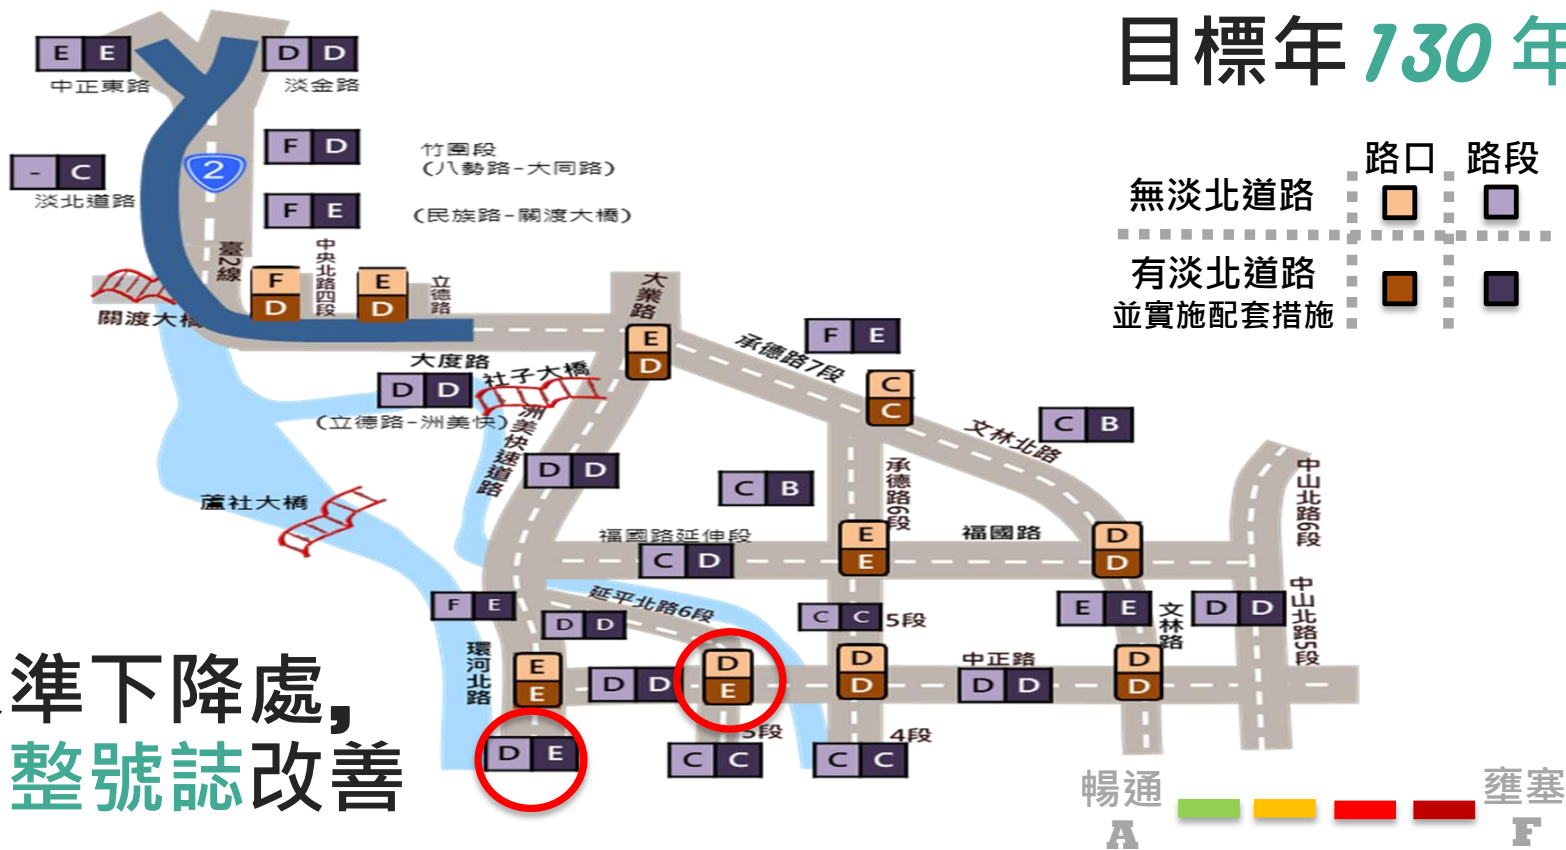 目標年130年
路口 路段
無淡北道路
有淡北道路
並實施配套措施
E E
中正東路
D D
淡金路
- C
淡北道路
2
F D
竹圍段
(八勢路-大同路)
F E
(民族路-關渡大橋)
臺2線
F
D
中央北路四段
E
D
立德路
關渡大橋
大業路
E
D
大度路
D D
(立德路-洲美快)
社子大橋
洲美快速道路
D D
承德路7段
F E
C
C
文林北路
C B
C B
承德路6段
中山北路6段
蘆社大橋
福國路延伸段
C D
E
E
福國路
D
D
F E
延平北路6段
D D
C C
5段
E E
文林路
D D
中山北路5段
環河北路
E
E
D D
D
E
D
D
中正路
D D
D
D
D E
5段
C C
4段
C C
準下降處,
整號誌改善
暢通 壅塞
A F